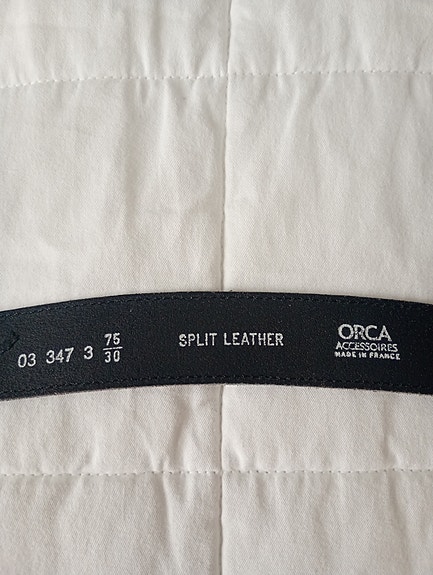 03 347 3 75/30
SPLIT LEATHER
ORCA
ACCESSOIRES
MADE IN FRANCE